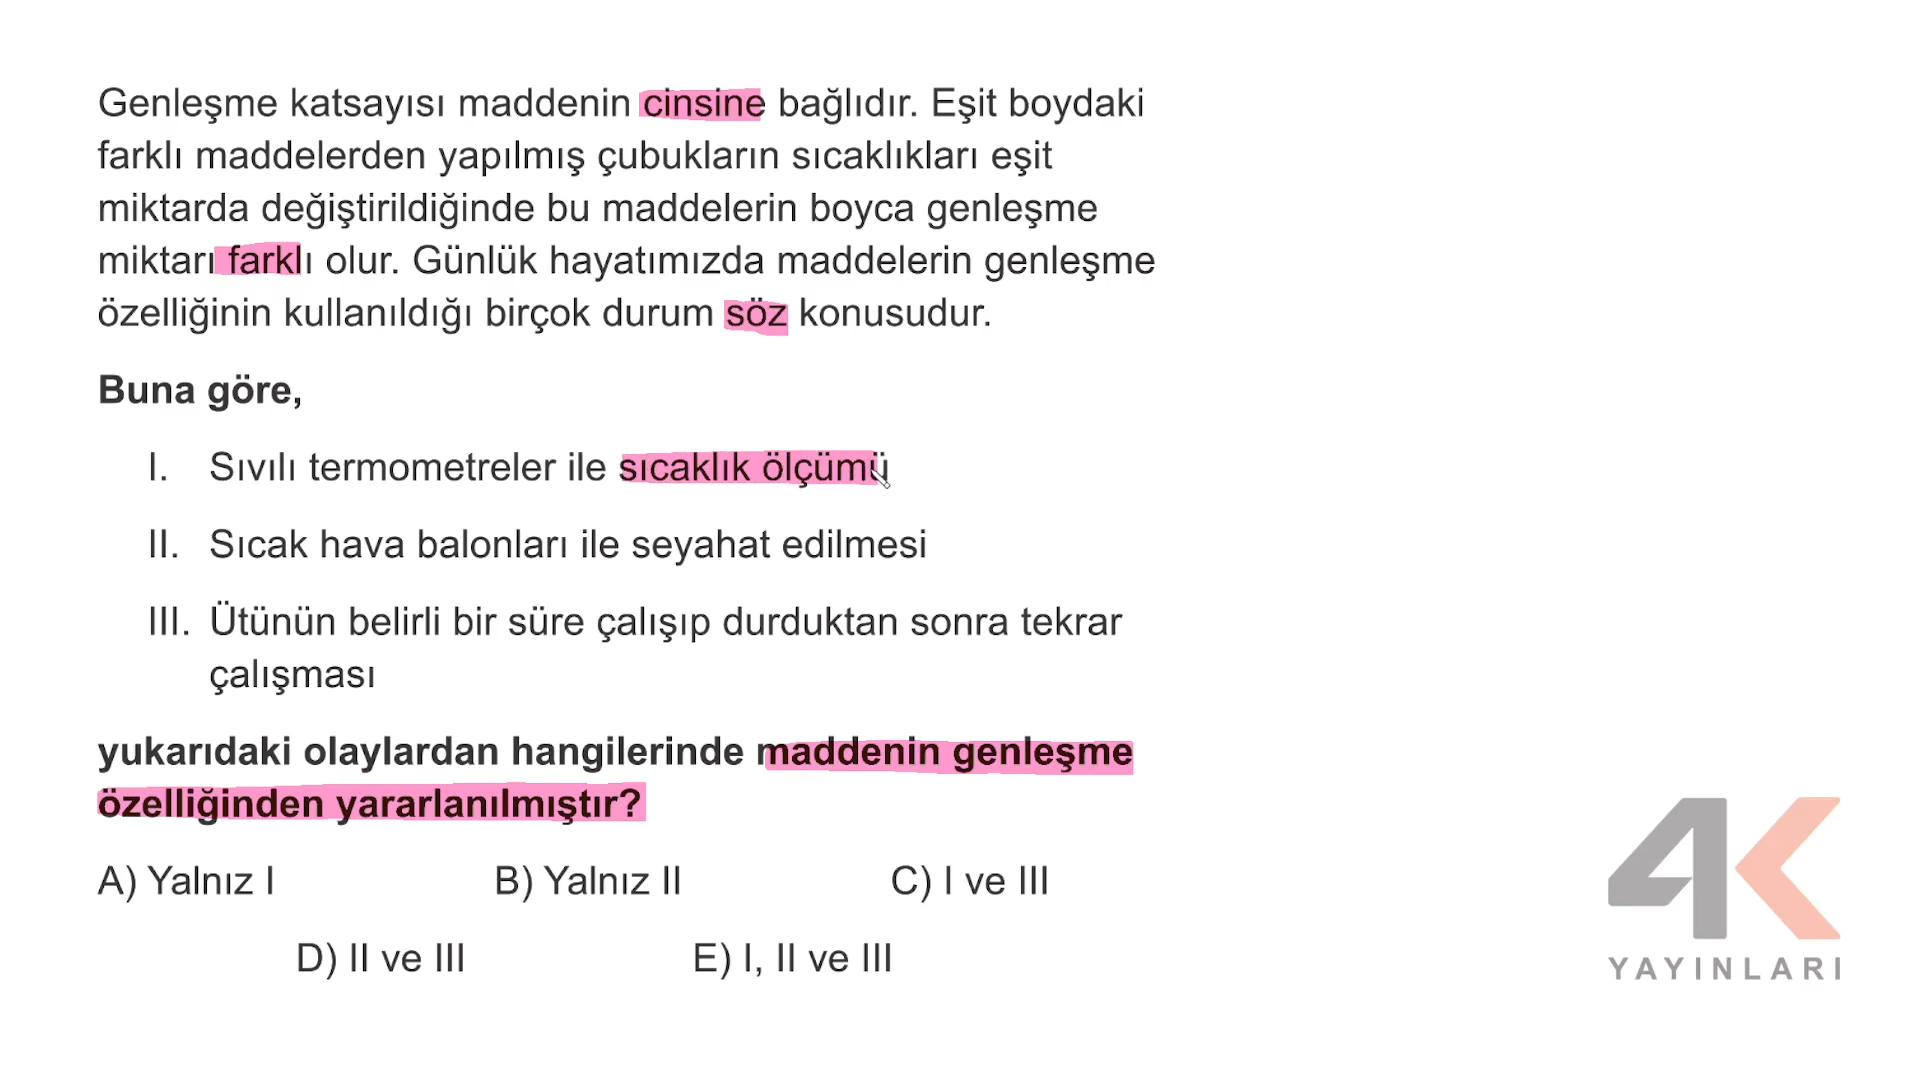 Genleşme katsayısı maddenin cinsine bağlıdır. Eşit boydaki
farklı maddelerden yapılmış çubukların sıcaklıkları eşit
miktarda değiştirildiğinde bu maddelerin boyca genleşme
miktarı farklı olur. Günlük hayatımızda maddelerin genleşme
özelliğinin kullanıldığı birçok durum söz konusudur.
Buna göre,
I. Sıvılı termometreler ile sıcaklık ölçümü
II. Sıcak hava balonları ile seyahat edilmesi
III. Ütünün belirli bir süre çalışıp durduktan sonra tekrar
çalışması
yukarıdaki olaylardan hangilerinde maddenin genleşme
özelliğinden yararlanılmıştır?
A) Yalnız I B) Yalnız II C) I ve III
D) II ve III E) I, II ve III
4K
YAYINLARI